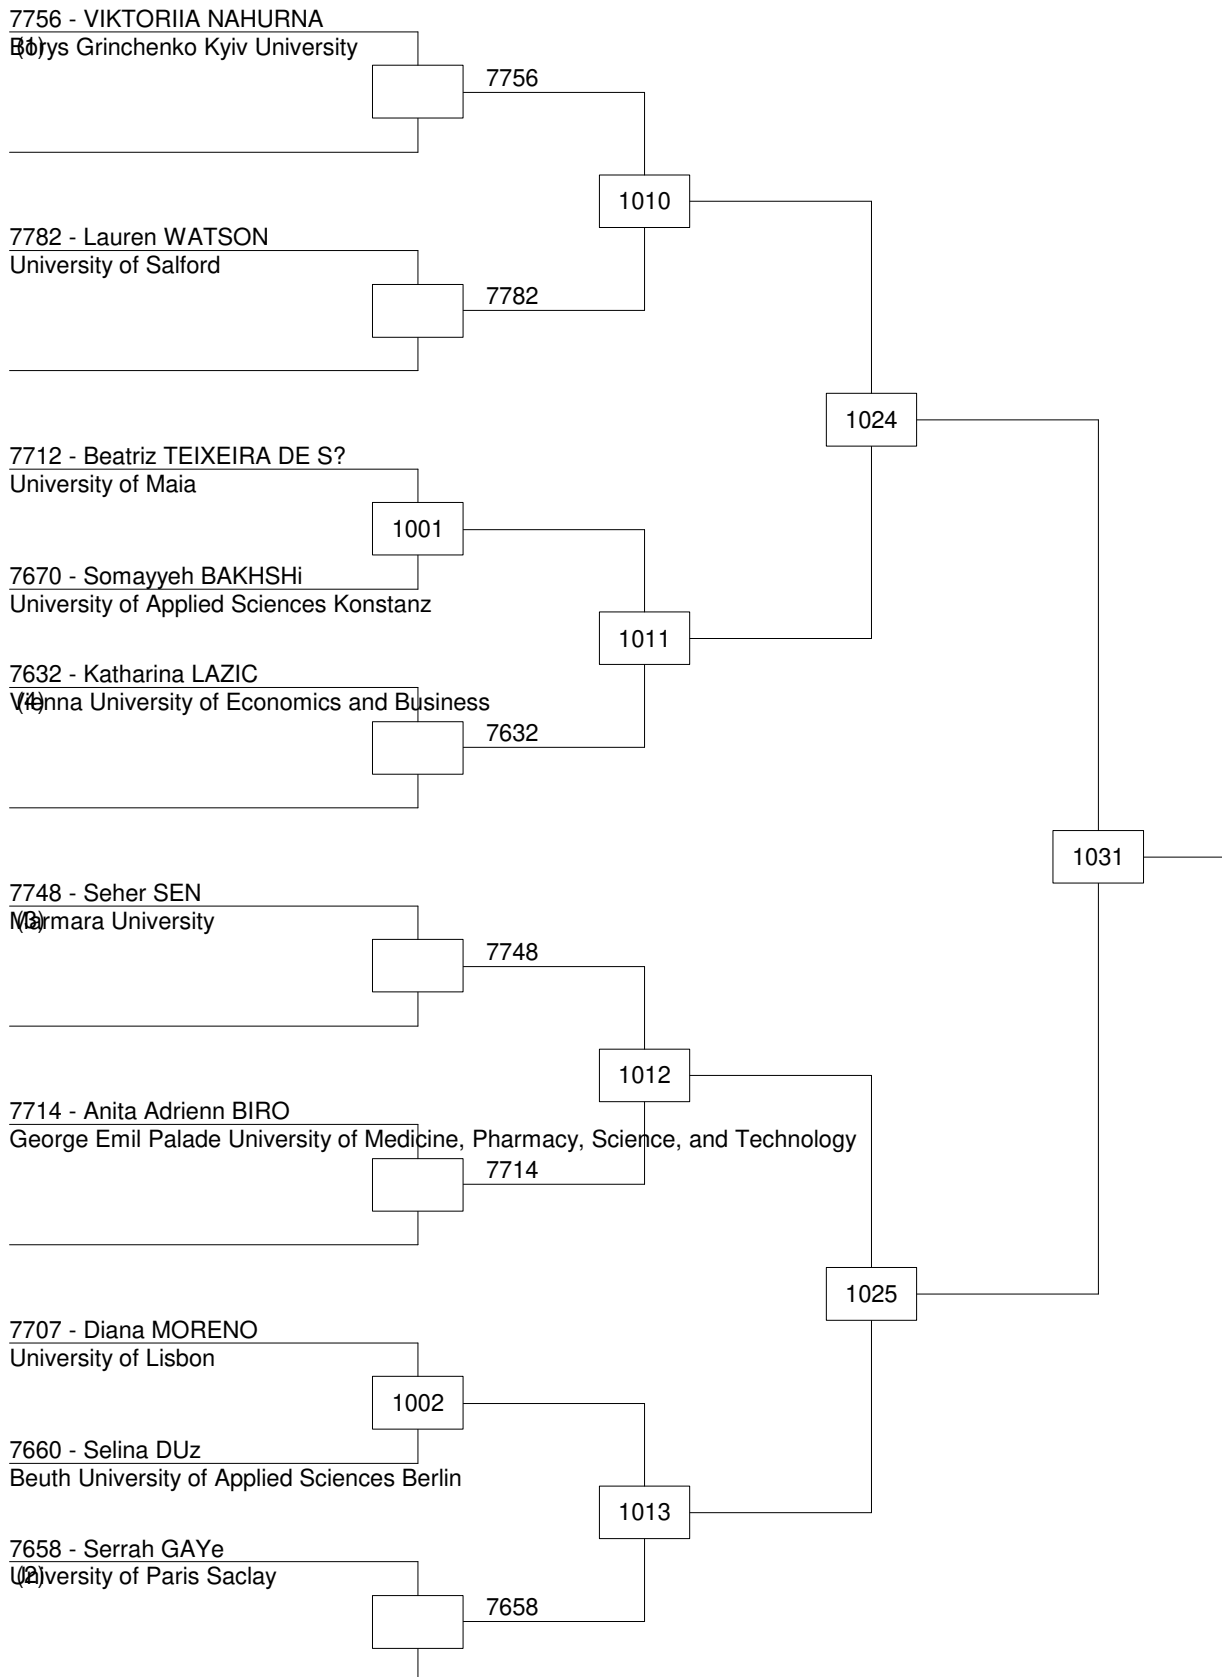 7756 - VIKTORIIA NAHURNA
(1)
Borys Grinchenko Kyiv University
7756
1010
7782 - Lauren WATSON
University of Salford
7782
1024
7712 - Beatriz TEIXEIRA DE S?
University of Maia
1001
7670 - Somayyeh BAKHSHi
University of Applied Sciences Konstanz
1011
7632 - Katharina LAZIC
(4)
Vienna University of Economics and Business
7632
1031
7748 - Seher SEN
(3)
Marmara University
7748
1012
7714 - Anita Adrienn BIRO
George Emil Palade University of Medicine, Pharmacy, Science, and Technology
7714
1025
7707 - Diana MORENO
University of Lisbon
1002
7660 - Selina DUz
Beuth University of Applied Sciences Berlin
1013
7658 - Serrah GAYe
(2)
University of Paris Saclay
7658